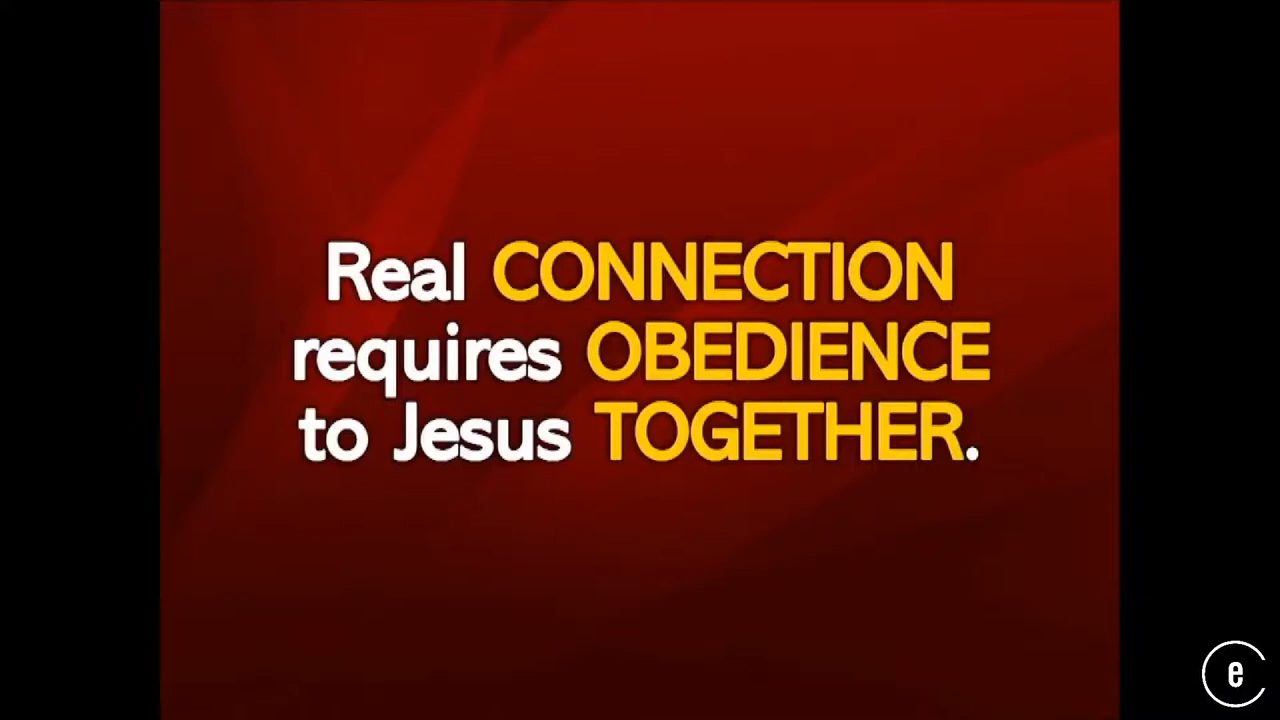 Real CONNECTION
requires OBEDIENCE
to Jesus TOGETHER.
e